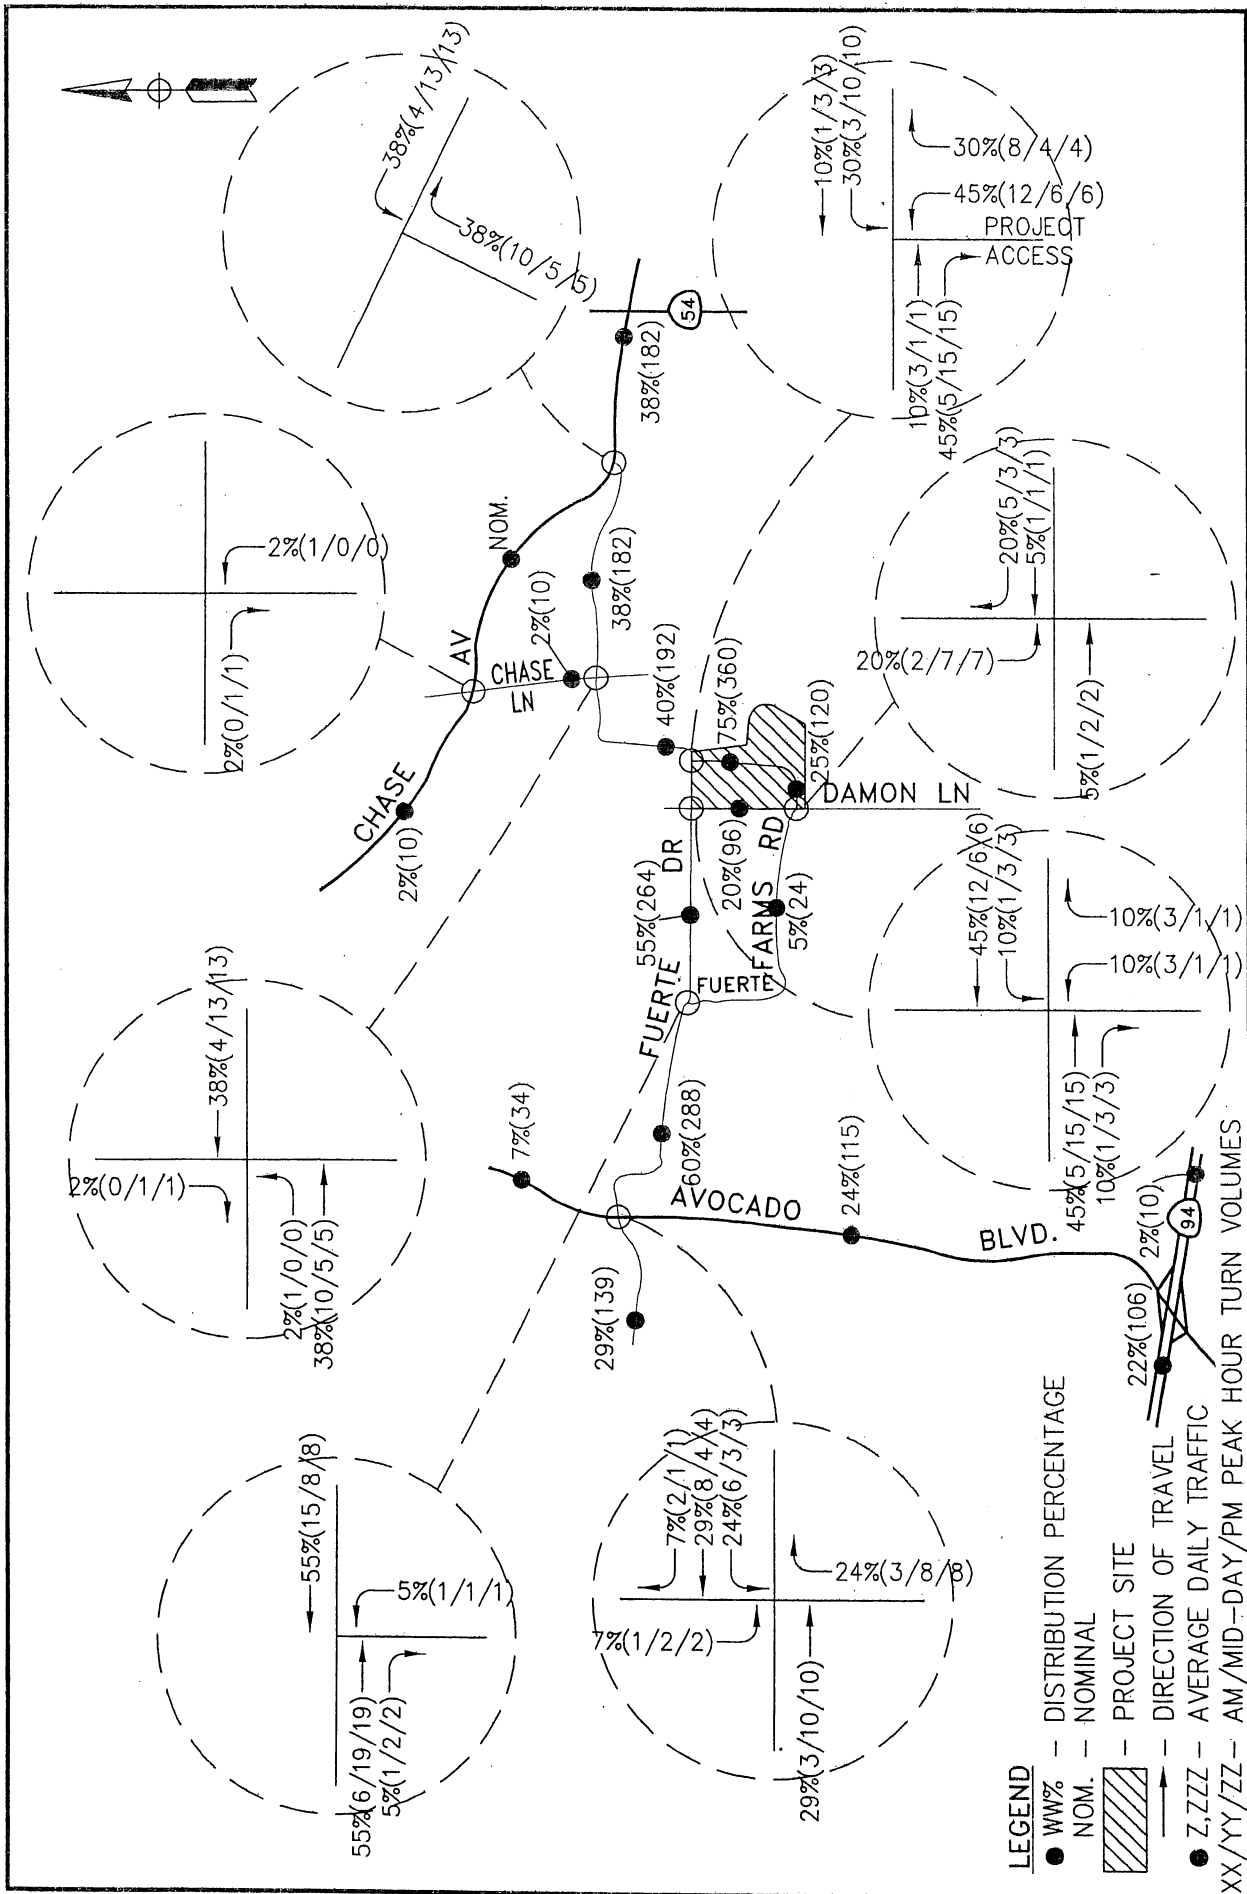 38%(4/13/13)
38%(10/5/5)
10%(1/3/3)
30%(3/10/10)
30%(8/4/4)
45%(12/6/6)
PROJECT
ACCESS
10%(3/1/1)
45%(5/15/15)
54
38%(182)
2%(1/0/0)
2%(0/1/1)
NOM.
AV
CHASE
CHASE
LN
2%(10)
38%(182)
2%(10)
40%(192)
75%(360)
25%(120)
DAMON LN
20%(96)
55%(264)
DR
RD
FARMS
5%(24)
FUERTE
FUERTE
20%(5/3/3)
5%(1/1/1)
20%(2/7/7)
5%(1/2/2)
38%(4/13/13)
2%(0/1/1)
2%(1/0/0)
38%(10/5/5)
45%(12/6/6)
10%(1/3/3)
10%(3/1/1)
10%(3/1/1)
45%(5/15/15)
10%(1/3/3)
7%(34)
60%(288)
AVOCADO
BLVD.
24%(115)
29%(139)
2%(10)
94
22%(106)
55%(15/8/8)
5%(1/1/1)
55%(6/19/19)
5%(1/2/2)
7%(2/1/1)
29%(8/4/4)
24%(6/3/3)
24%(3/8/8)
7%(1/2/2)
29%(3/10/10)
LEGEND
WW% - DISTRIBUTION PERCENTAGE
NOM. - NOMINAL
- PROJECT SITE
- DIRECTION OF TRAVEL
Z,ZZZ - AVERAGE DAILY TRAFFIC
XX/YY/ZZ- AM/MID-DAY/PM PEAK HOUR TURN VOLUMES